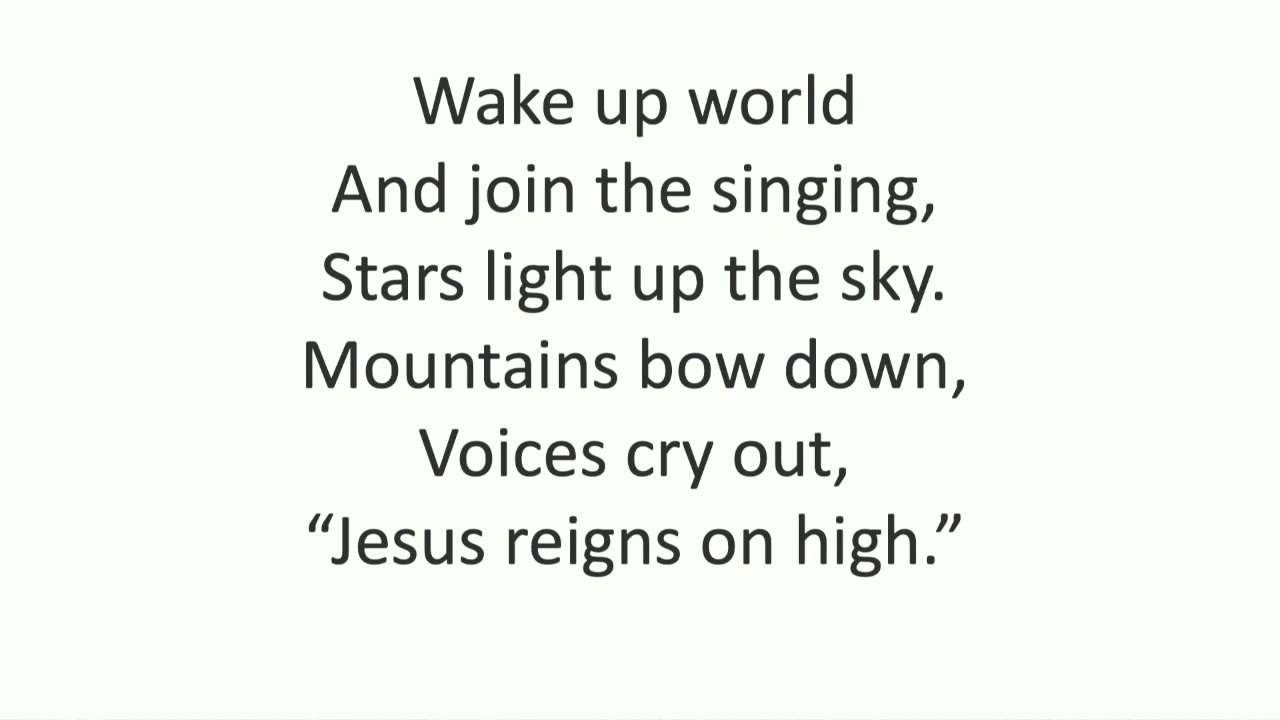 Wake up world
And join the singing,
Stars light up the sky.
Mountains bow down,
Voices cry out,
“Jesus reigns on high.”